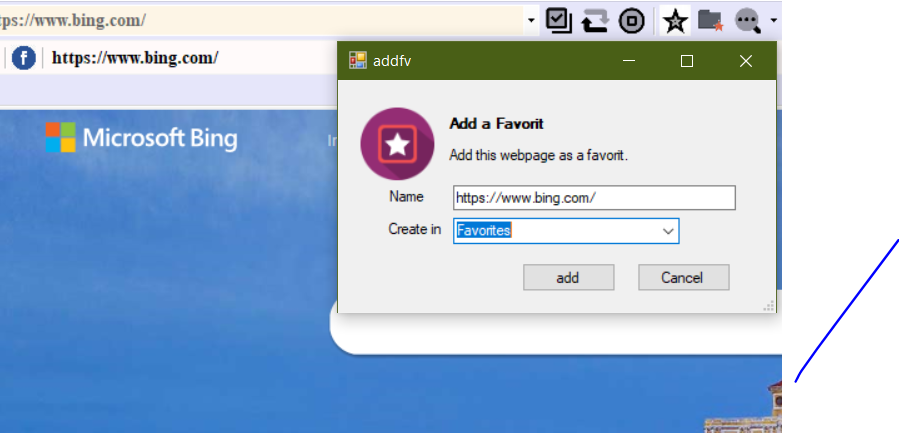 tps://www.bing.com/
https://www.bing.com/
addfv
Microsoft Bing
Add a Favorit
Add this webpage as a favorit.
Name
https://www.bing.com/
Create in
Favorites
add
Cancel